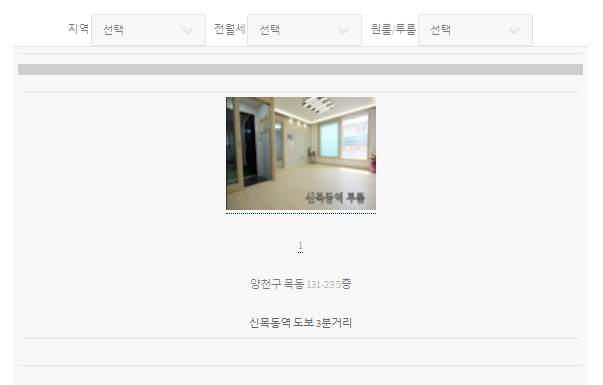 지역 선택 전월세 선택 원룸/투룸 선택
신목동역 투룸
1
양천구 목동 131-23 5층
신목동역 도보 3분거리